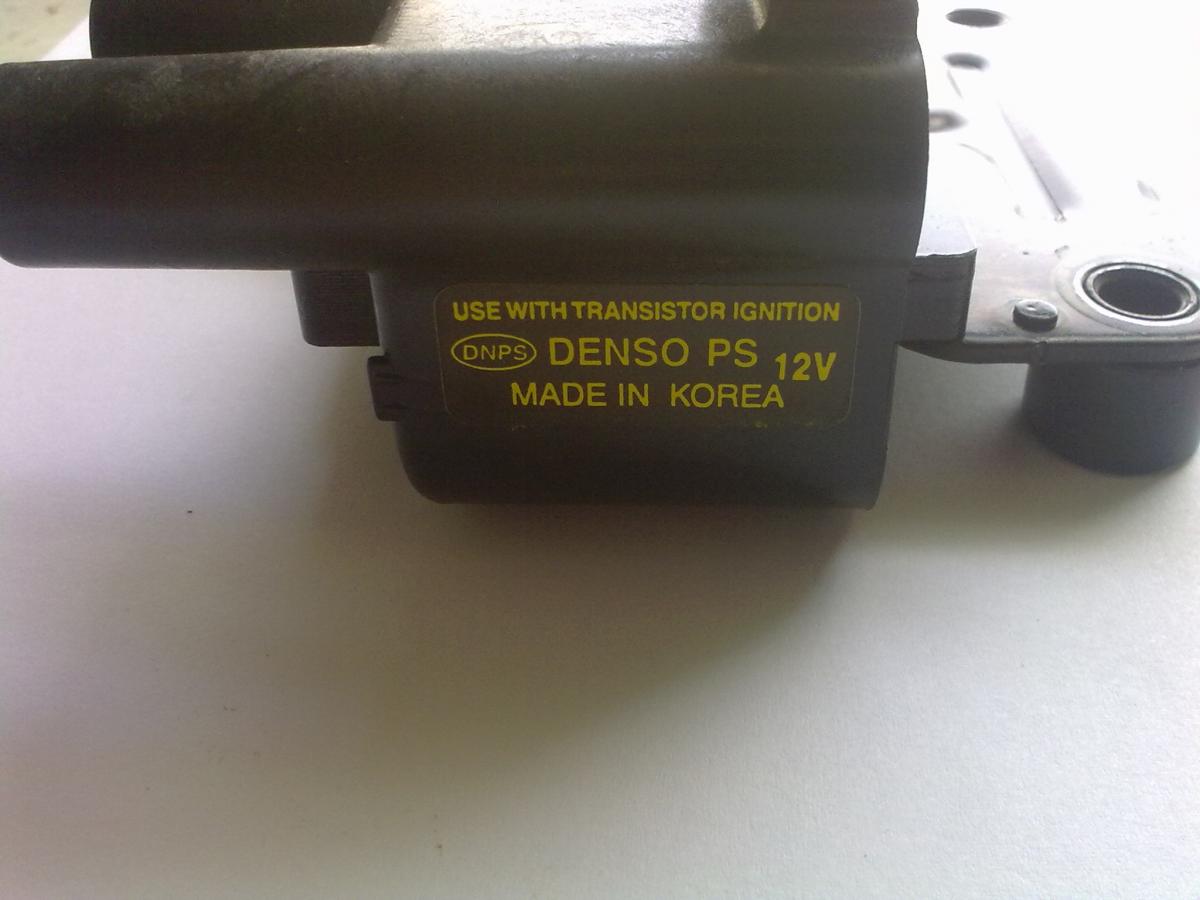 USE WITH TRANSISTOR IGNITION
DNPS DENSO PS 12V
MADE IN KOREA